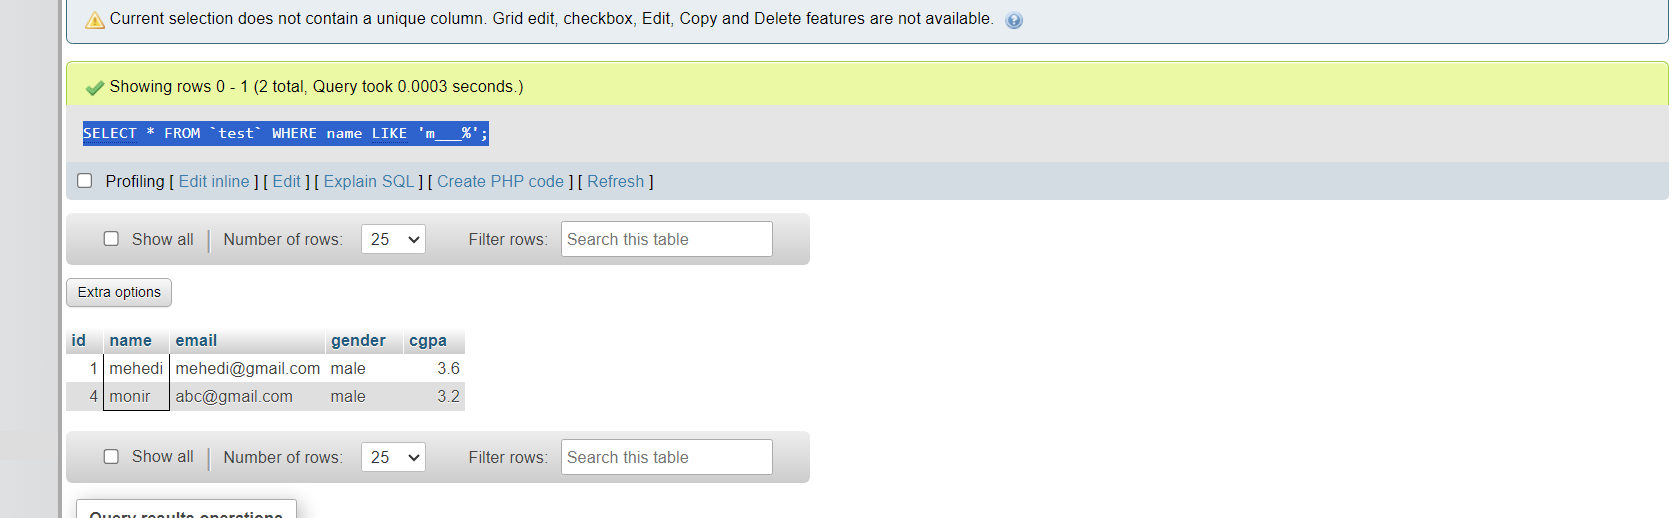 Current selection does not contain a unique column. Grid edit, checkbox, Edit, Copy and Delete features are not available.
Showing rows 0 - 1 (2 total, Query took 0.0003 seconds.)
SELECT * FROM `test` WHERE name LIKE 'm___%';
Profiling [ Edit inline ] [ Edit ] [ Explain SQL ] [ Create PHP code ] [ Refresh ]
Show all | Number of rows: 25 Filter rows: Search this table
Extra options
id name email gender cgpa
1 mehedi mehedi@gmail.com male 3.6
4 monir abc@gmail.com male 3.2
Show all | Number of rows: 25 Filter rows: Search this table
Query results operations